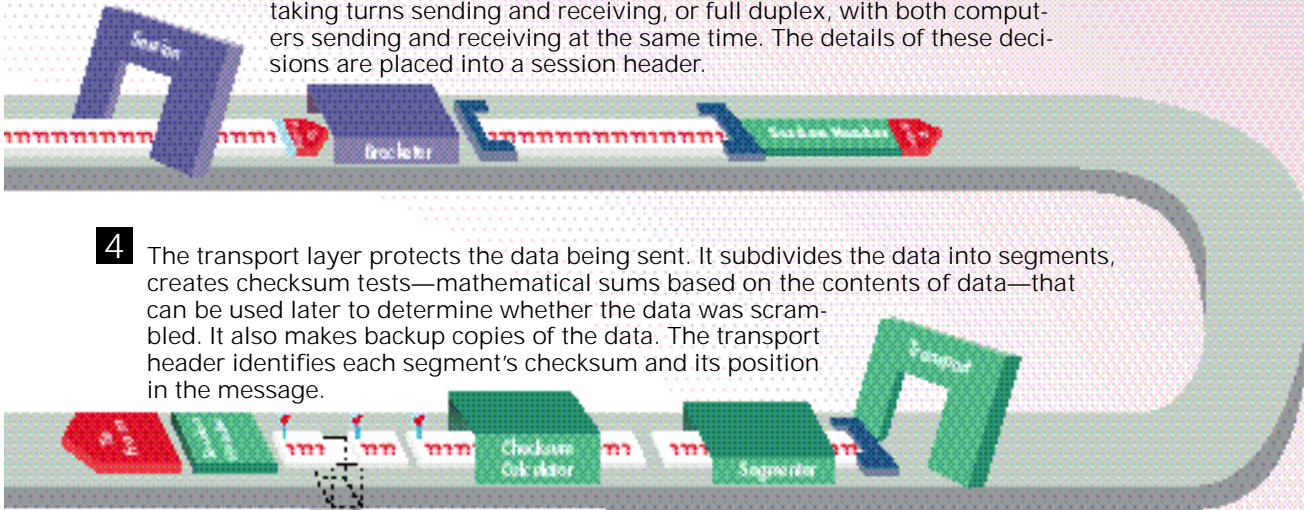 taking turns sending and receiving, or full duplex, with both comput-
ers sending and receiving at the same time. The details of these deci-
sions are placed into a session header.
Session
Bracketer
Session Header
4 The transport layer protects the data being sent. It subdivides the data into segments,
creates checksum tests—mathematical sums based on the contents of data—that
can be used later to determine whether the data was scram-
bled. It also makes backup copies of the data. The transport
header identifies each segment's checksum and its position
in the message.
Transport
Checksum
Calculator
Segmenter